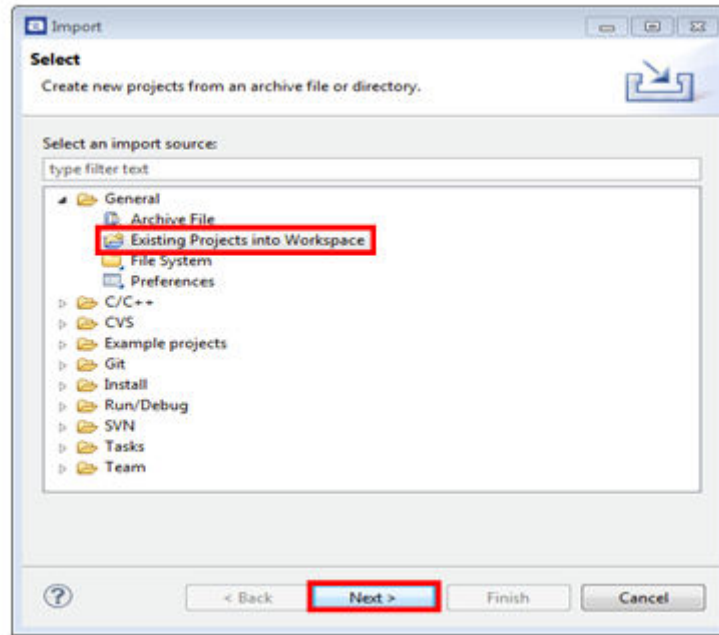 Import
Select
Create new projects from an archive file or directory.
Select an import source:
type filter text
General
Archive File
Existing Projects into Workspace
File System
Preferences
C/C++
CVS
Example projects
Git
Install
Run/Debug
SVN
Tasks
Team
? < Back Next > Finish Cancel